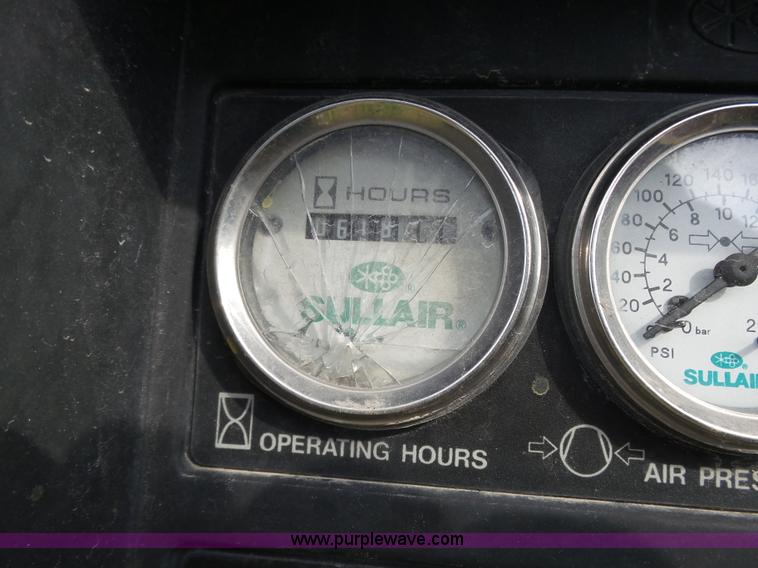 HOURS
SULLAIR®
OPERATING HOURS
20 40 60 80 100 120 140
0 2 4 6 8 10
bar
PSI
SULLAIR
AIR PRES
www.purplewave.com